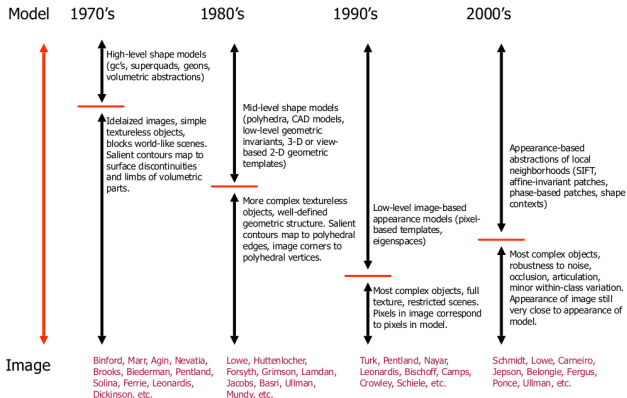 Model 1970's 1980's 1990's 2000's
High-level shape models
(gc's, superquads, geons,
volumetric abstractions)
Idelaized images, simple
textureless objects,
blocks world-like scenes.
Salient contours map to
surface discontinuities
and limbs of volumetric
parts.
Mid-level shape models
(polyhedra, CAD models,
low-level geometric
invariants, 3-D or view-
based 2-D geometric
templates)
More complex textureless
objects, well-defined
geometric structure. Salient
contours map to polyhedral
edges, image corners to
polyhedral vertices.
Low-level image-based
appearance models (pixel-
based templates,
eigenspaces)
Most complex objects, full
texture, restricted scenes.
Pixels in image correspond
to pixels in model.
Appearance-based
abstractions of local
neighborhoods (SIFT,
affine-invariant patches,
phase-based patches, shape
contexts)
Most complex objects,
robustness to noise,
occlusion, articulation,
minor within-class variation.
Appearance of image still
very close to appearance of
model.
Image
Binford, Marr, Agin, Nevatia,
Brooks, Biederman, Pentland,
Solina, Ferrie, Leonardis,
Dickinson, etc.
Lowe, Huttenlocher,
Forsyth, Grimson, Lamdan,
Jacobs, Basri, Ullman,
Mundy, etc.
Turk, Pentland, Nayar,
Leonardis, Bischoff, Camps,
Crowley, Schiele, etc.
Schmidt, Lowe, Carneiro,
Jepson, Belongie, Fergus,
Ponce, Ullman, etc.